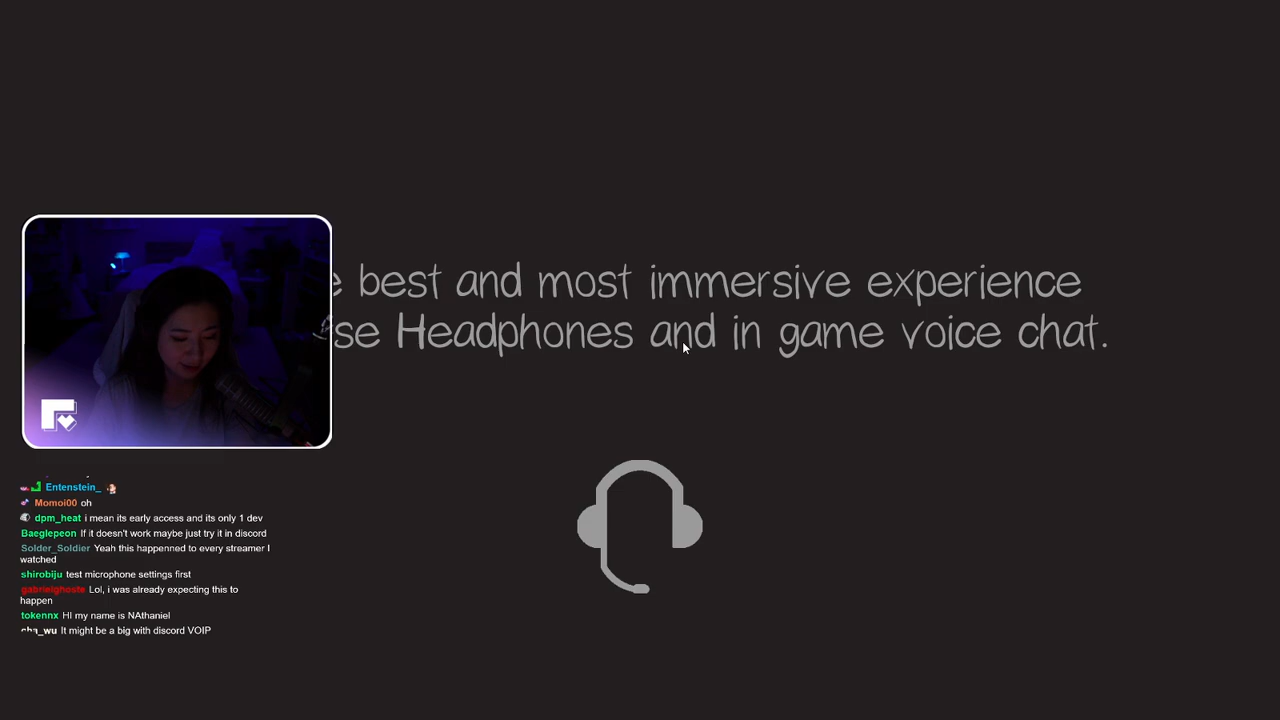 best and most immersive experience
se Headphones and in game voice chat.
Entenstein_
Momoi00 oh
dpm_heat i mean its early access and its only 1 dev
Baeglepeon If it doesn't work maybe just try it in discord
Solder_Soldier Yeah this happenned to every streamer I
watched
shirobiju test microphone settings first
Lol, i was already expecting this to
happen
tokennx HI my name is NAthaniel
It might be a big with discord VOIP